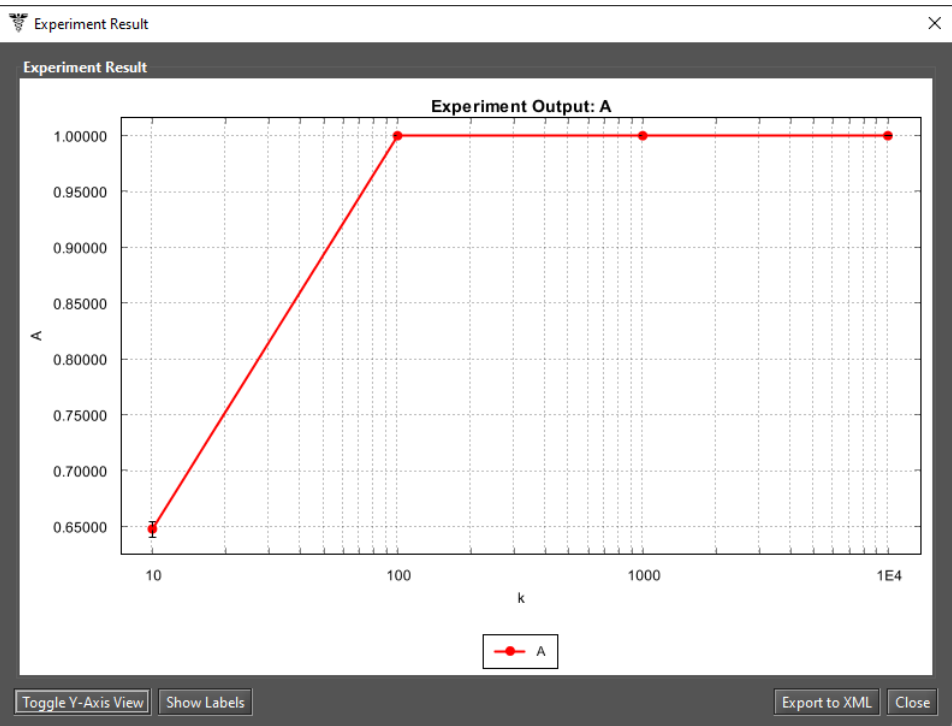 Experiment Result
Experiment Result
Experiment Output: A
1.00000
0.95000
0.90000
0.85000
0.80000
0.75000
0.70000
0.65000
A
10 100 1000 1E4
k
A
Toggle Y-Axis View Show Labels Export to XML Close